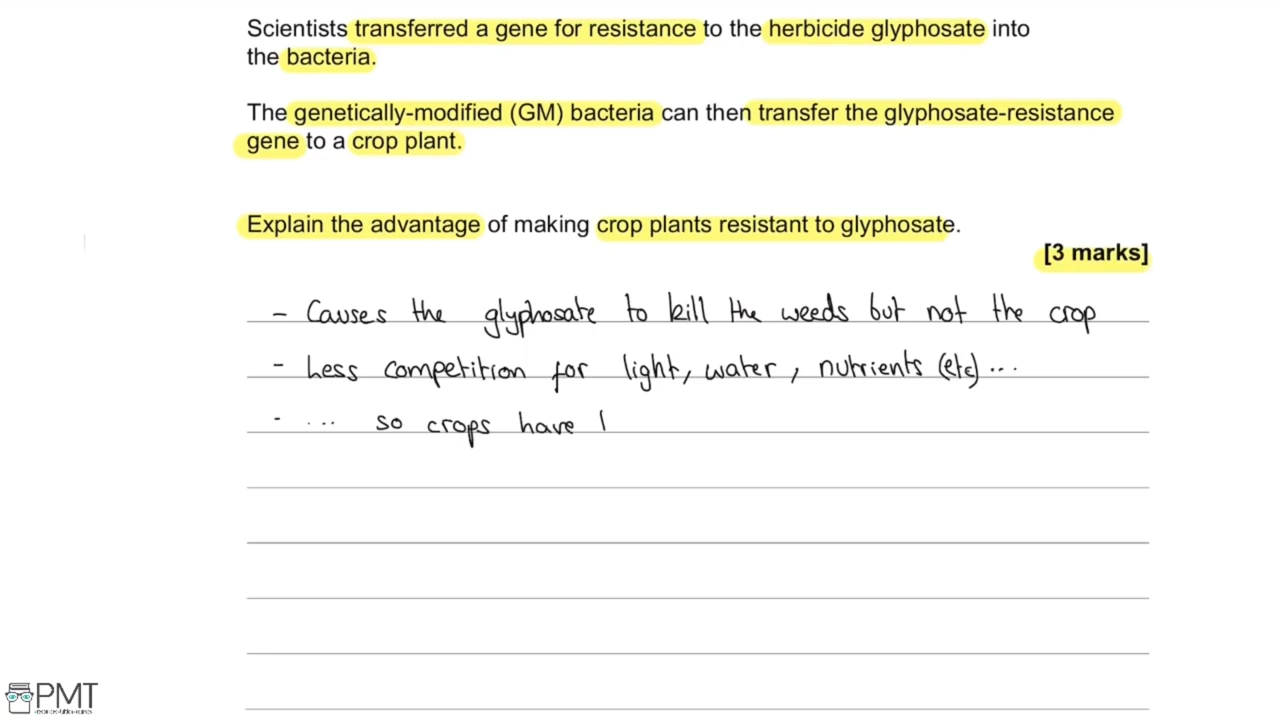 Scientists transferred a gene for resistance to the herbicide glyphosate into
the bacteria.
The genetically-modified (GM) bacteria can then transfer the glyphosate-resistance
gene to a crop plant.
Explain the advantage of making crop plants resistant to glyphosate.
[3 marks]
- Causes the glyphosate to kill the weeds but not the crop
- Less competition for light, water, nutrients (etc)...
- ... so crops have
PMT